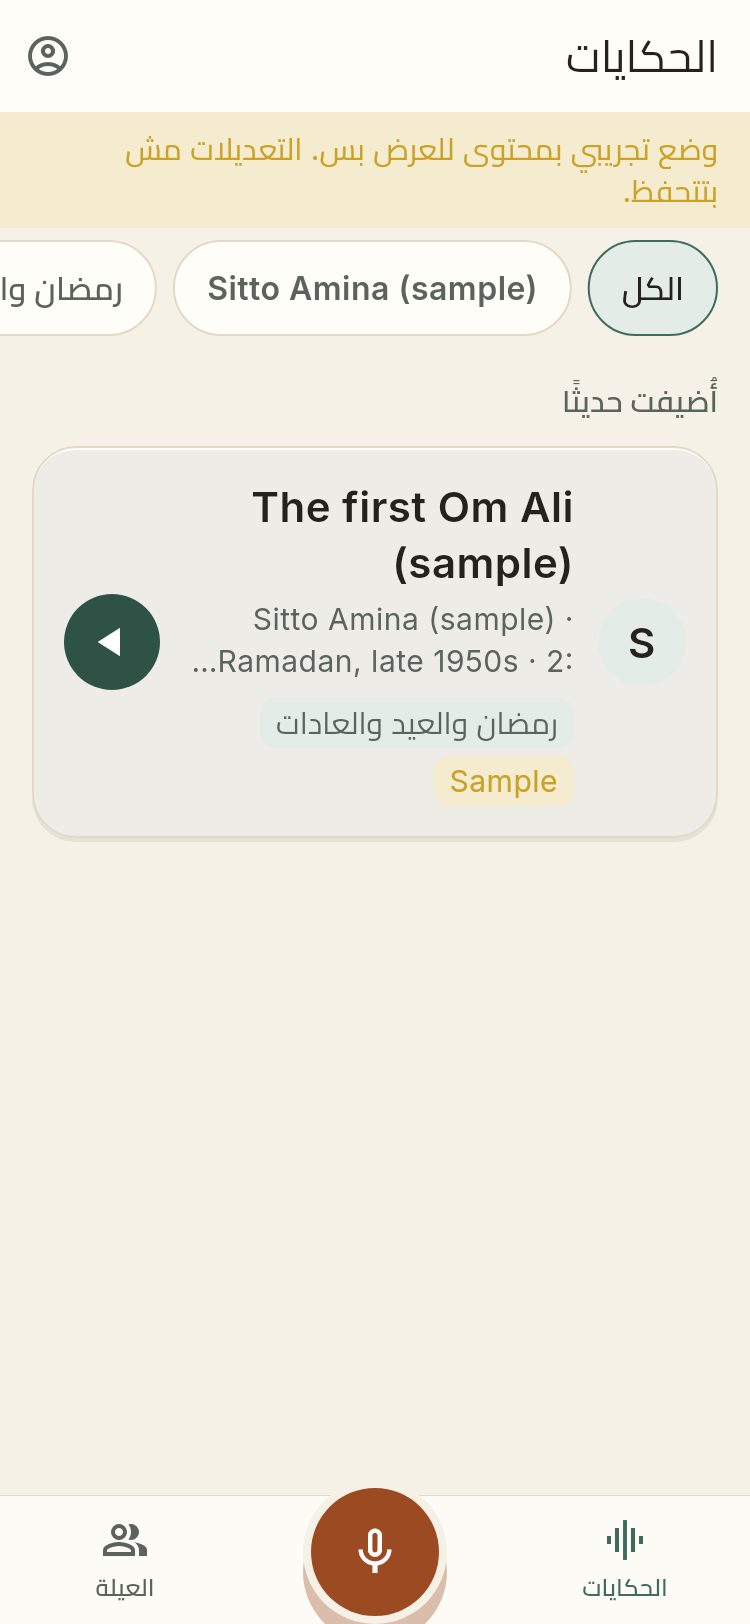 الحكايات
وضع تجريبي بمحتوى للعرض بس. التعديلات مش
بتتحفظ.
الكل
Sitto Amina (sample)
رمضان وا
أُضيفت حديثًا
The first Om Ali
(sample)
S
Sitto Amina (sample) ·
Ramadan, late 1950s · 2:...
رمضان والعيد والعادات
Sample
الحكايات
العيلة